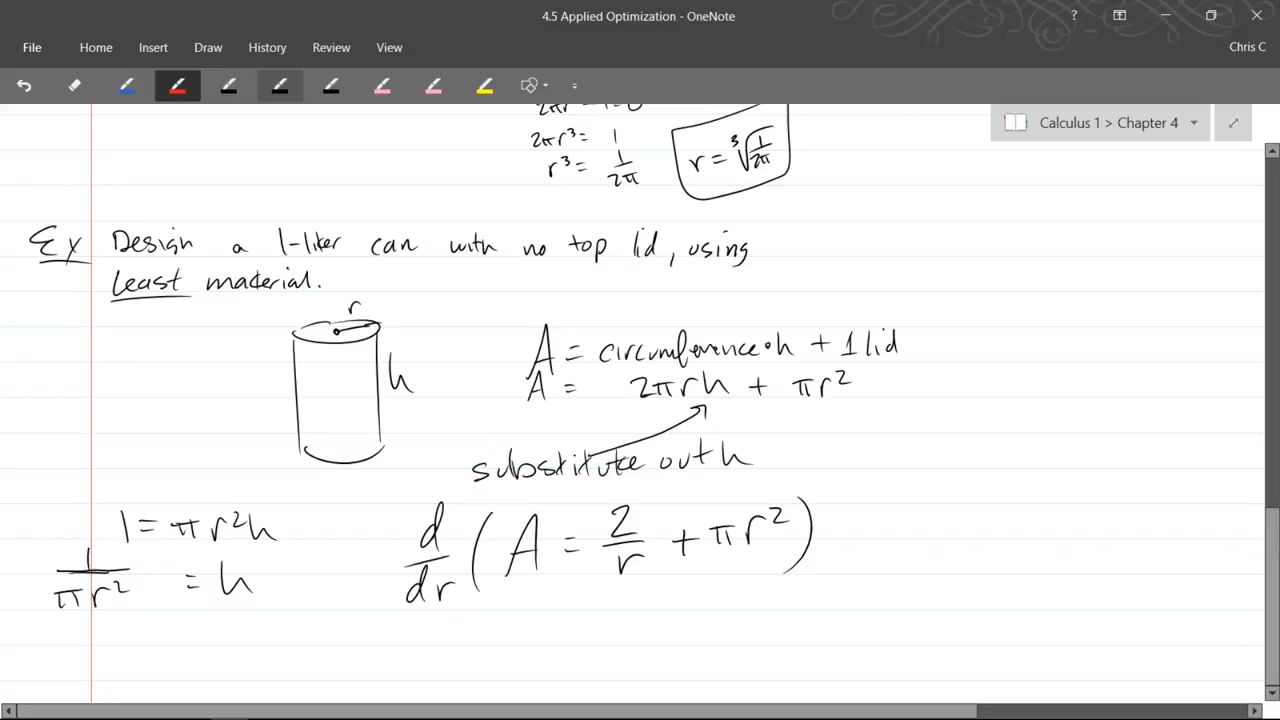 4.5 Applied Optimization - OneNote
File Home Insert Draw History Review View
Chris C
Calculus 1 > Chapter 4
2πr³ = 1
r³ = 1/2π
r = ³√(1/2π)
Ex Design a 1-liter can with no top lid, using
least material.
r
h
A = circumference • h + 1 lid
A = 2πrh + πr²
substitute out h
1 = πr²h
1/πr² = h
d/dr (A = 2/r + πr²)